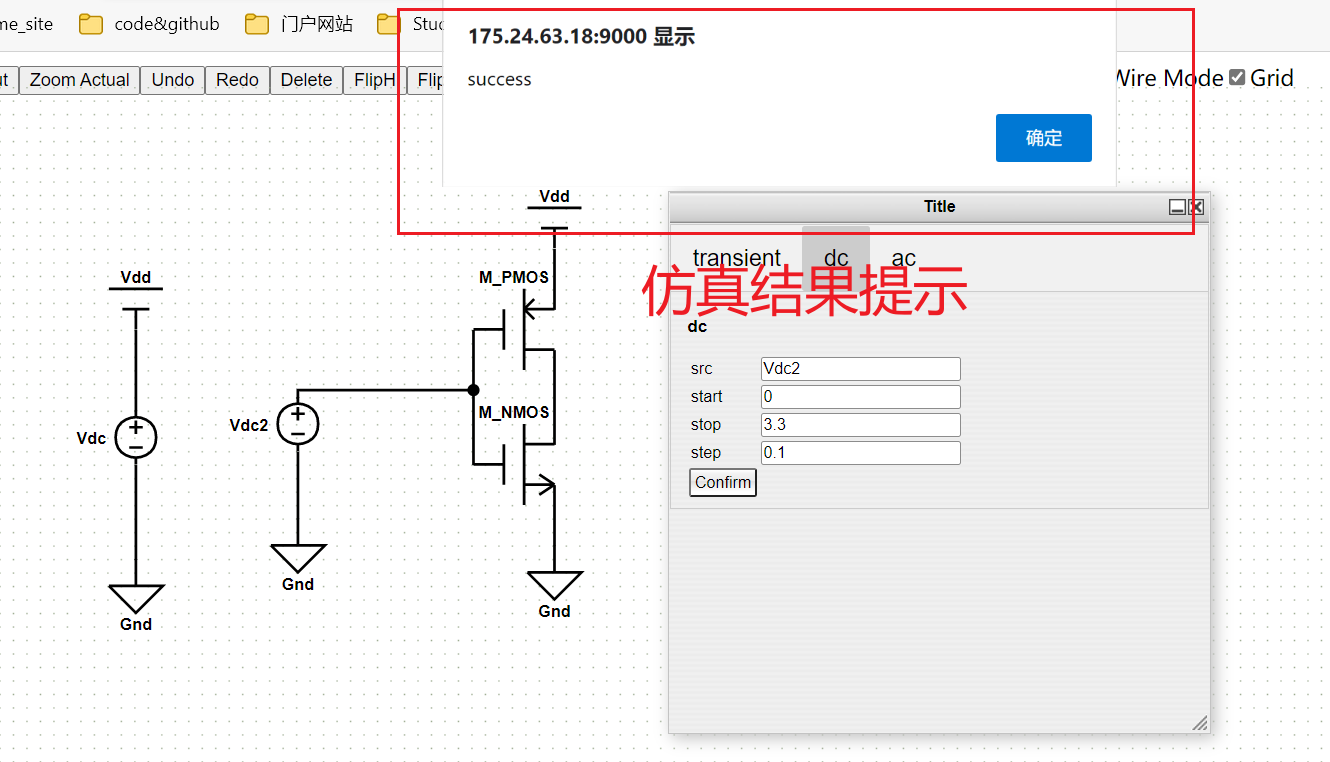 me_site code&github 门户网站
175.24.63.18:9000 显示
success
确定
Zoom Actual Undo Redo Delete FlipH Wire Mode Grid
Vdd
Title
transient dc ac
仿真结果提示
Vdd
M_PMOS
dc
src Vdc2
start 0
stop 3.3
step 0.1
Confirm
M_NMOS
Vdc2
Vdc
Gnd
Gnd
Gnd